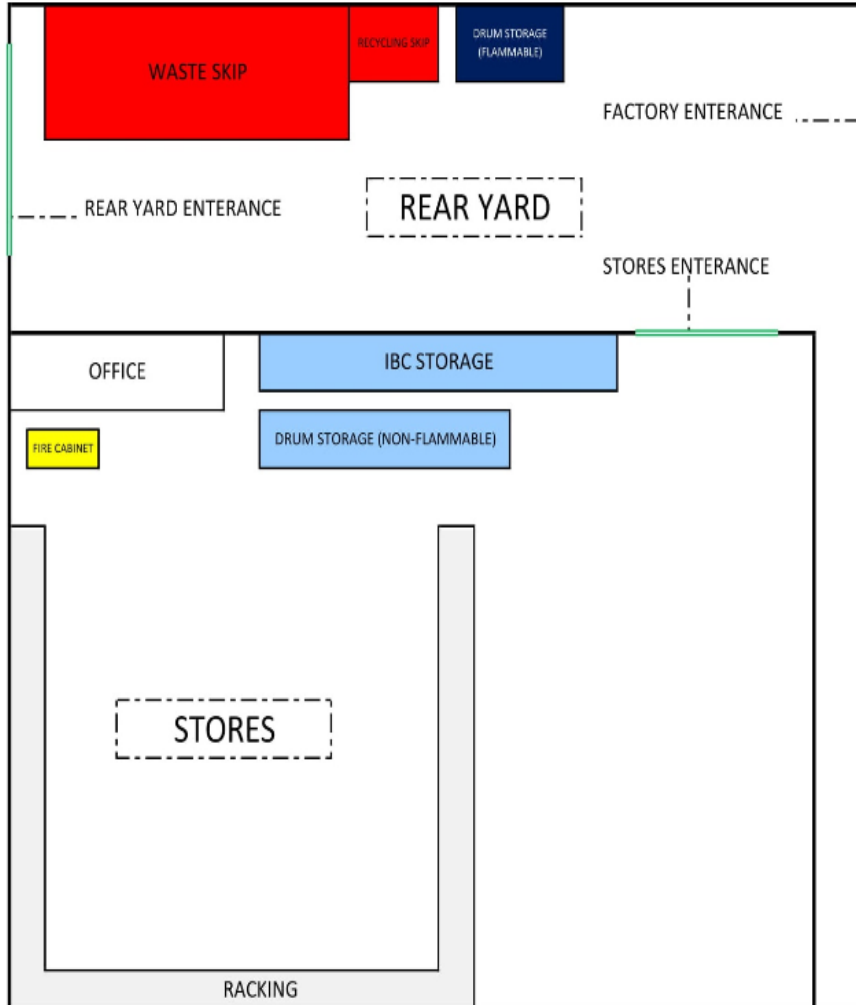 WASTE SKIP
RECYCLING SKIP
DRUM STORAGE
(FLAMMABLE)
FACTORY ENTERANCE
REAR YARD ENTERANCE
REAR YARD
STORES ENTERANCE
OFFICE
IBC STORAGE
FIRE CABINET
DRUM STORAGE (NON-FLAMMABLE)
STORES
RACKING